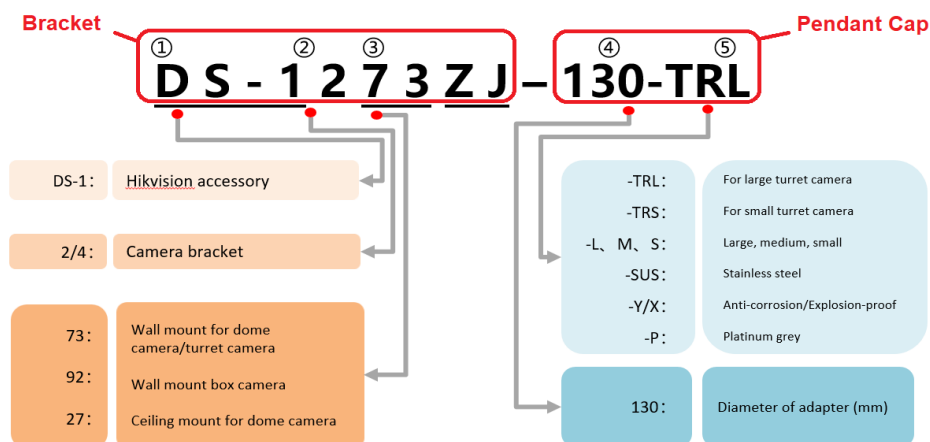 Bracket
Pendant Cap
① ② ③ ④ ⑤
DS-1273ZJ–130-TRL
DS-1： Hikvision accessory
2/4： Camera bracket
73： Wall mount for dome
camera/turret camera
92： Wall mount box camera
27： Ceiling mount for dome camera
-TRL： For large turret camera
-TRS： For small turret camera
-L、M、S： Large, medium, small
-SUS： Stainless steel
-Y/X： Anti-corrosion/Explosion-proof
-P： Platinum grey
130： Diameter of adapter (mm)